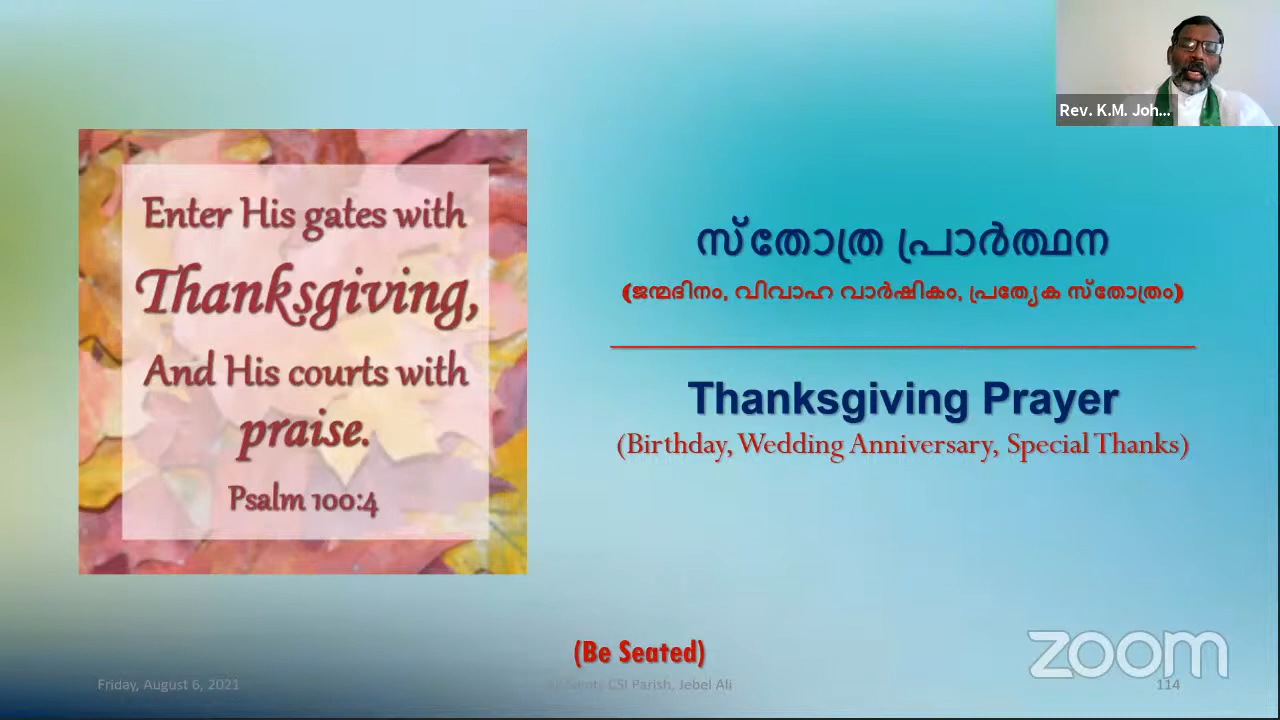 Rev. K.M. Joh...
Enter His gates with
Thanksgiving,
And His courts with
praise.
Psalm 100:4
സ്തോത്ര പ്രാർത്ഥന
(ജന്മദിനം, വിവാഹ വാർഷികം, പ്രത്യേക സ്തോത്രം)
Thanksgiving Prayer
(Birthday, Wedding Anniversary, Special Thanks)
(Be Seated)
zoom
Friday, August 6, 2021
CSI Parish, Jebel Ali
114